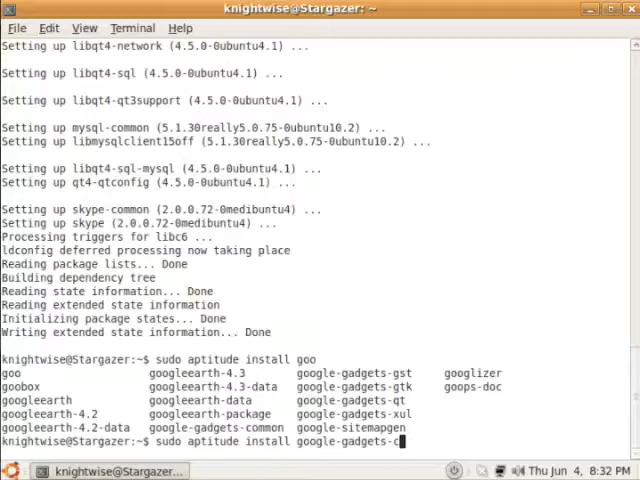 knightwise@Stargazer: ~
File Edit View Terminal Help
Setting up libqt4-network (4.5.0-0ubuntu4.1) ...
Setting up libqt4-sql (4.5.0-0ubuntu4.1) ...
Setting up libqt4-qt3support (4.5.0-0ubuntu4.1) ...
Setting up mysql-common (5.1.30really5.0.75-0ubuntu10.2) ...
Setting up libmysqlclient15off (5.1.30really5.0.75-0ubuntu10.2) ...
Setting up libqt4-sql-mysql (4.5.0-0ubuntu4.1) ...
Setting up qt4-qtconfig (4.5.0-0ubuntu4.1) ...
Setting up skype-common (2.0.0.72-0medibuntu4) ...
Setting up skype (2.0.0.72-0medibuntu4) ...
Processing triggers for libc6 ...
ldconfig deferred processing now taking place
Reading package lists... Done
Building dependency tree
Reading state information... Done
Reading extended state information
Initializing package states... Done
Writing extended state information... Done
knightwise@Stargazer:~$ sudo aptitude install goo
goo googleearth-4.3 google-gadgets-gst googlizer
goobox googleearth-4.3-data google-gadgets-gtk goops-doc
googleearth googleearth-data google-gadgets-qt
googleearth-4.2 googleearth-package google-gadgets-xul
googleearth-4.2-data google-gadgets-common google-sitemapgen
knightwise@Stargazer:~$ sudo aptitude install google-gadgets-c
knightwise@Stargazer: ~... Thu Jun 4, 8:32 PM